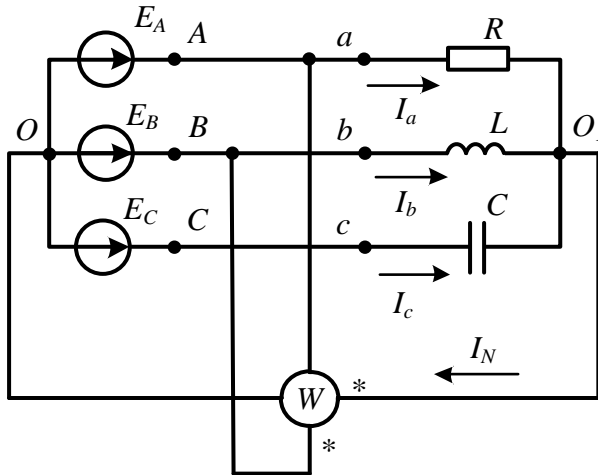 E_A A a R
I_a
O E_B B b L O_1
I_b
E_C C c C
I_c
I_N
W *
*